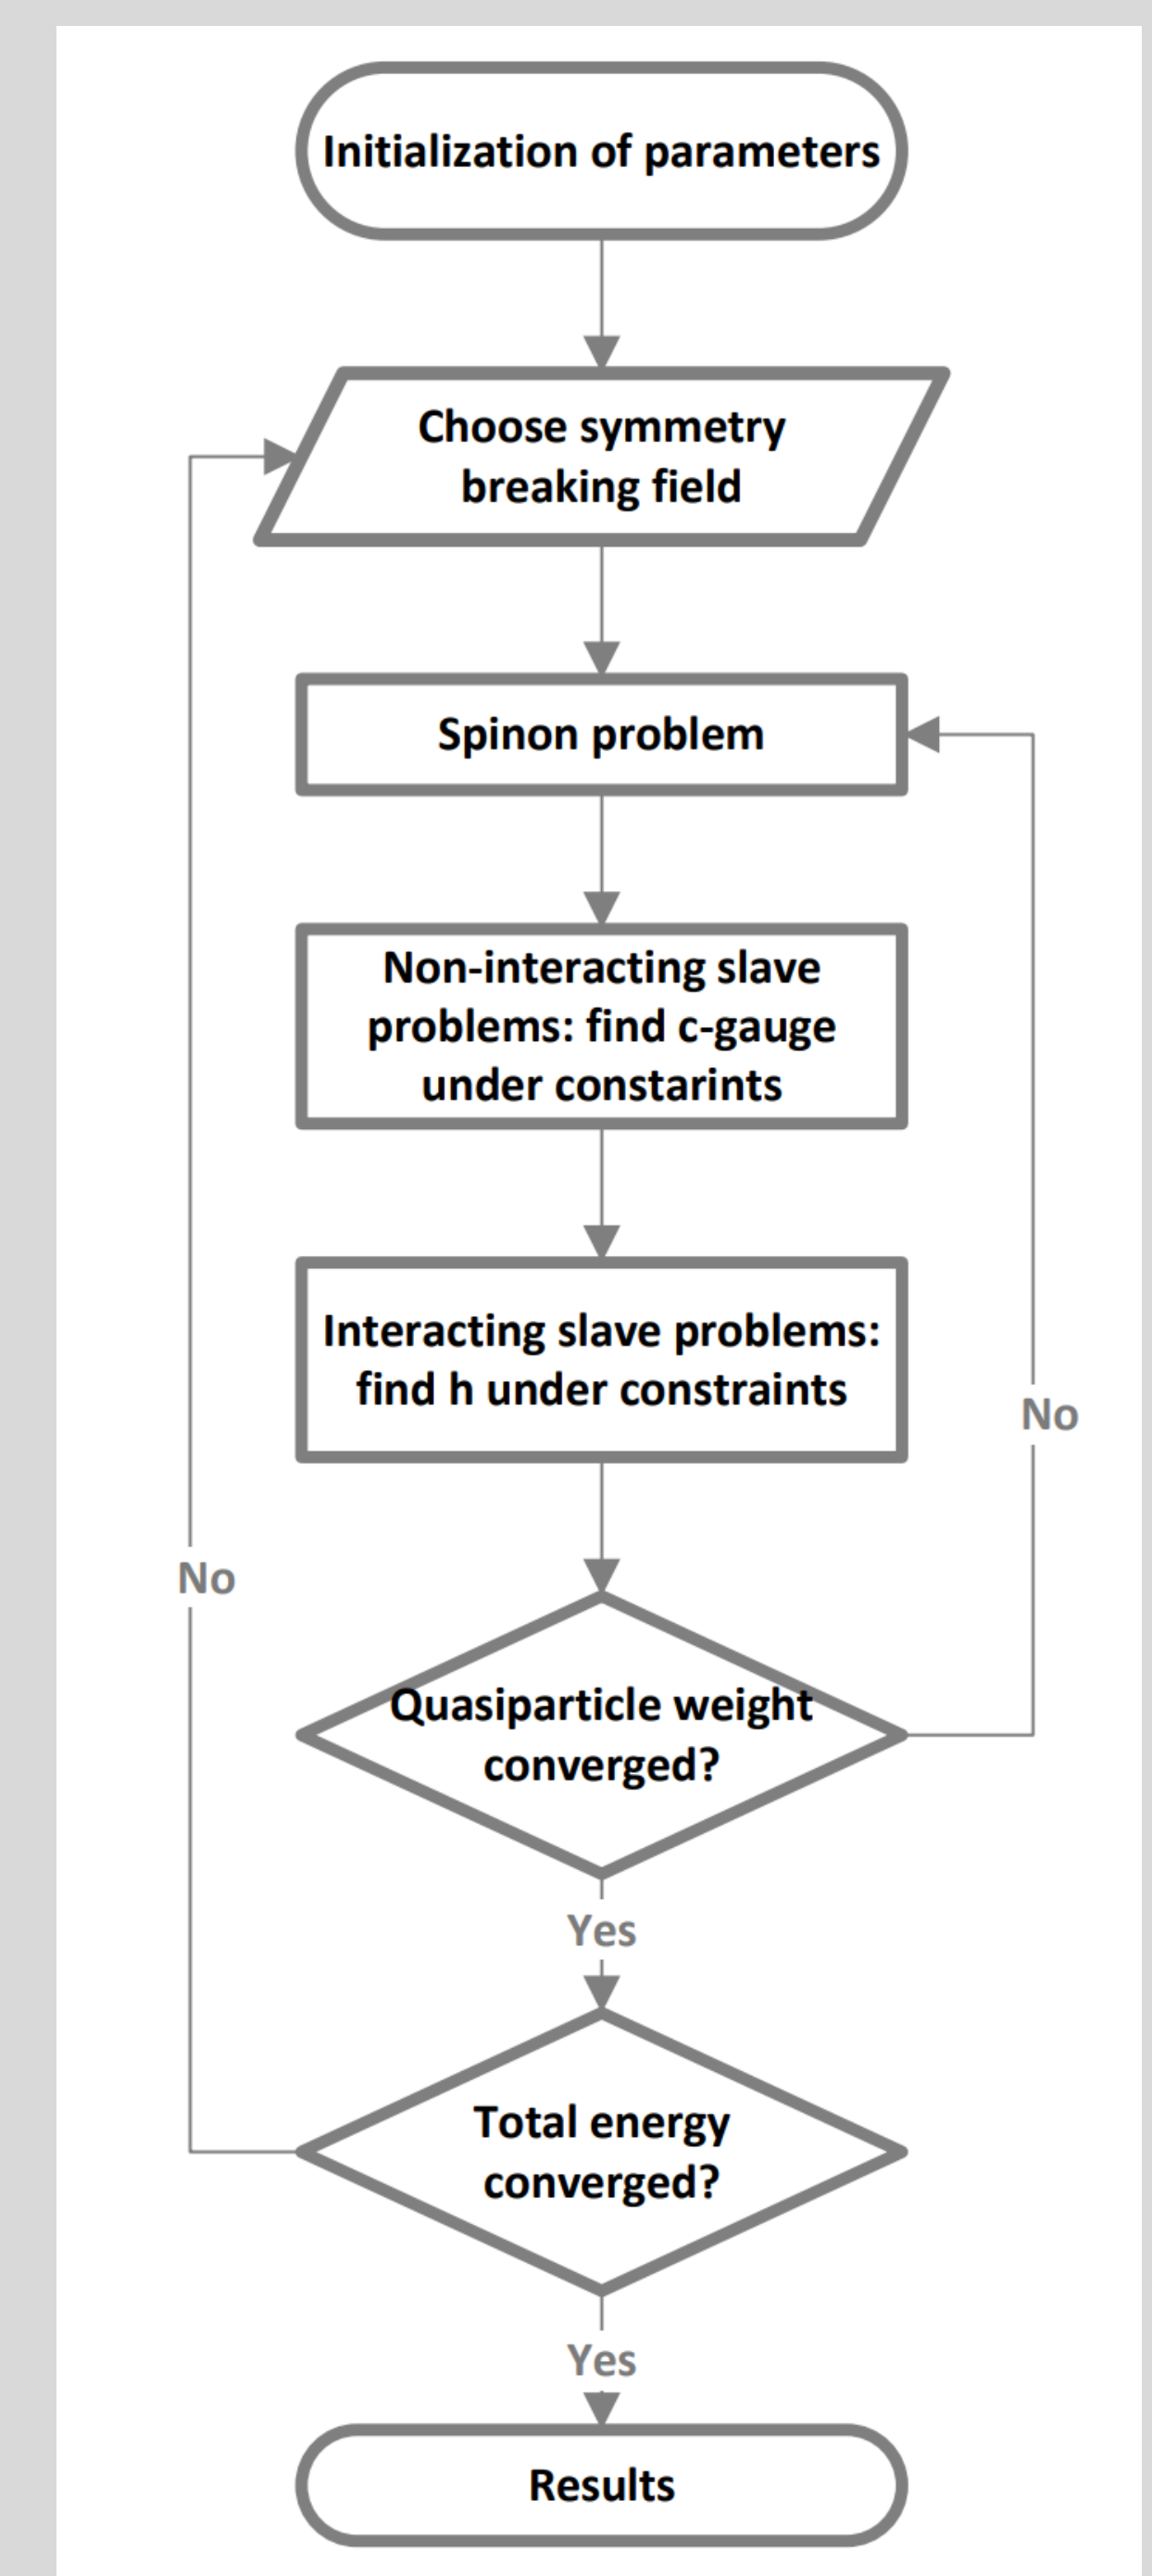 Initialization of parameters
Choose symmetry
breaking field
Spinon problem
Non-interacting slave
problems: find c-gauge
under constarints
Interacting slave problems:
find h under constraints
No
No
Quasiparticle weight
converged?
Yes
Total energy
converged?
Yes
Results